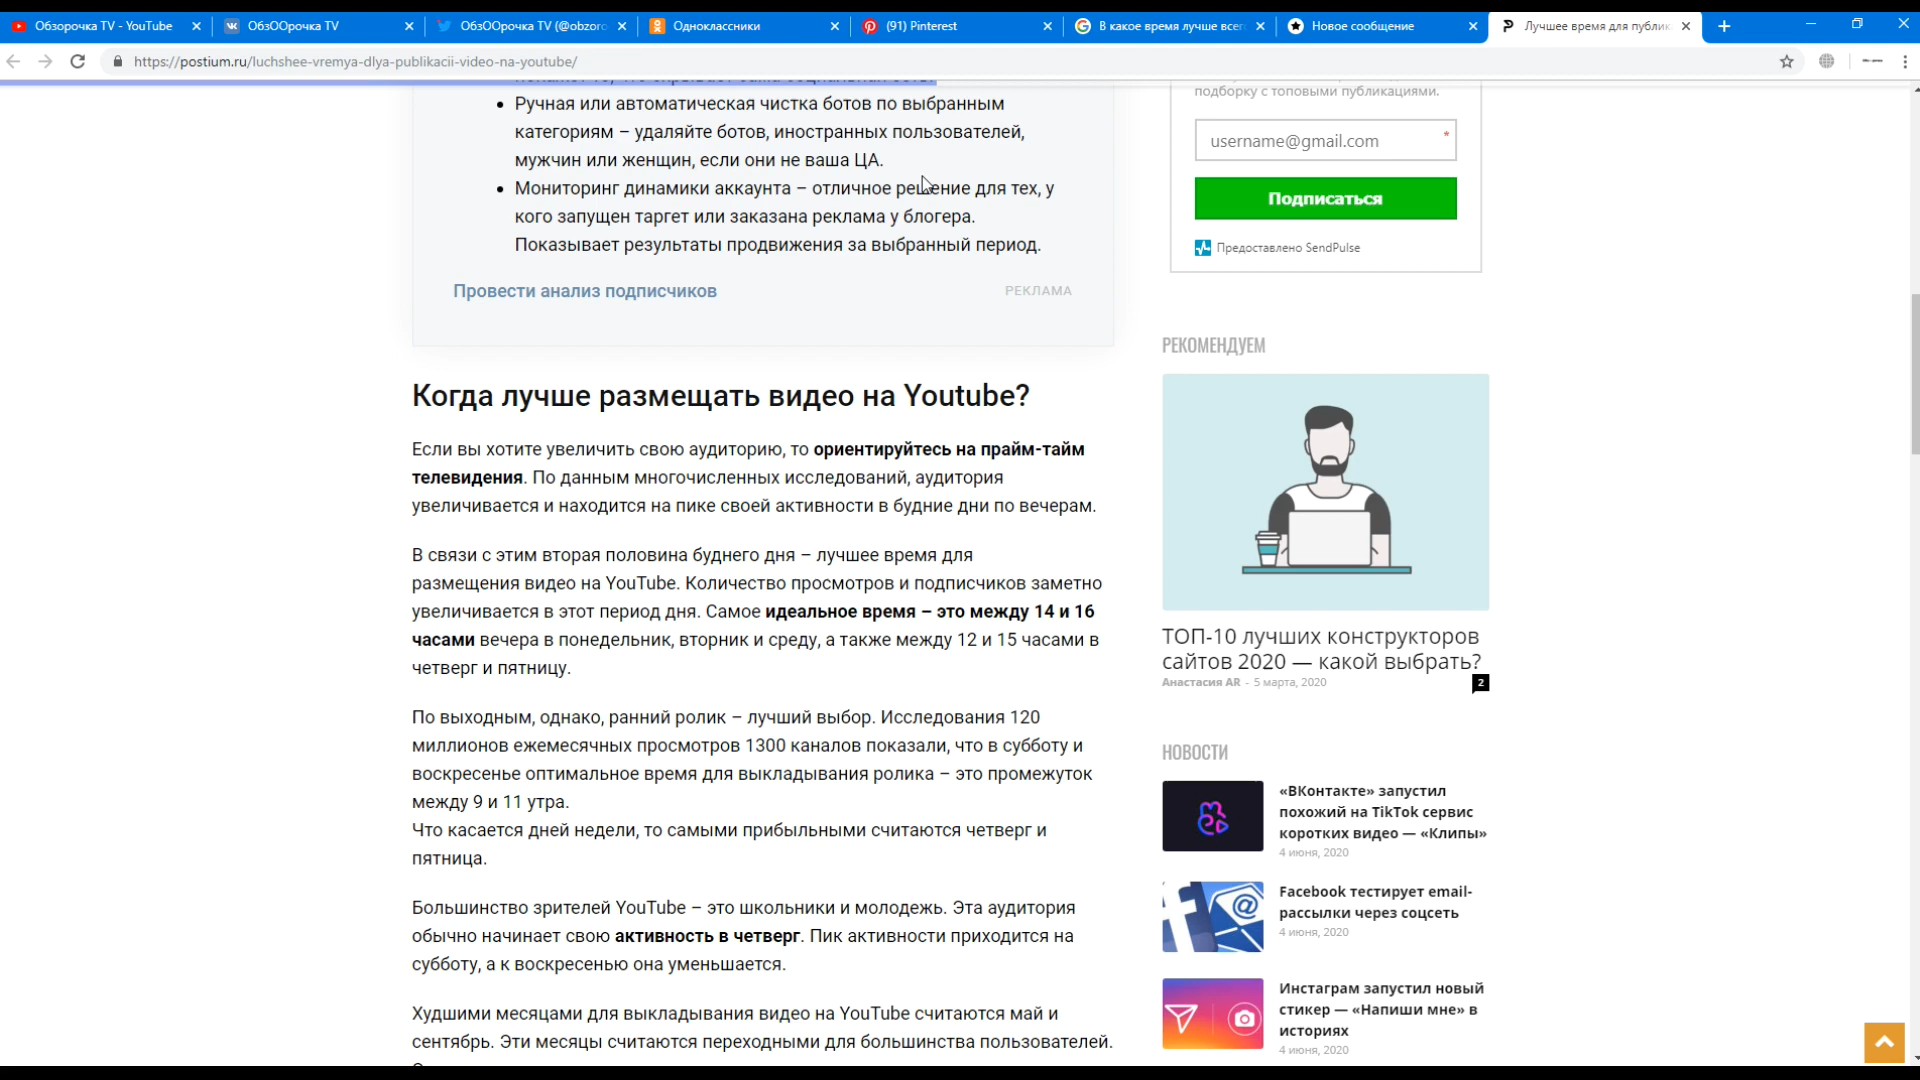 Обзорочка TV - YouTube
ОбзООрочка TV
ОбзООрочка TV (@obzoro
Одноклассники
(91) Pinterest
В какое время лучше всег
Новое сообщение
Лучшее время для публик
https://postium.ru/luchshee-vremya-dlya-publikacii-video-na-youtube/
Ручная или автоматическая чистка ботов по выбранным
категориям – удаляйте ботов, иностранных пользователей,
мужчин или женщин, если они не ваша ЦА.
Мониторинг динамики аккаунта – отличное решение для тех, у
кого запущен таргет или заказана реклама у блогера.
Показывает результаты продвижения за выбранный период.
Провести анализ подписчиков
РЕКЛАМА
Когда лучше размещать видео на Youtube?
Если вы хотите увеличить свою аудиторию, то ориентируйтесь на прайм-тайм
телевидения. По данным многочисленных исследований, аудитория
увеличивается и находится на пике своей активности в будние дни по вечерам.
В связи с этим вторая половина буднего дня – лучшее время для
размещения видео на YouTube. Количество просмотров и подписчиков заметно
увеличивается в этот период дня. Самое идеальное время – это между 14 и 16
часами вечера в понедельник, вторник и среду, а также между 12 и 15 часами в
четверг и пятницу.
По выходным, однако, ранний ролик – лучший выбор. Исследования 120
миллионов ежемесячных просмотров 1300 каналов показали, что в субботу и
воскресенье оптимальное время для выкладывания ролика – это промежуток
между 9 и 11 утра.
Что касается дней недели, то самыми прибыльными считаются четверг и
пятница.
Большинство зрителей YouTube – это школьники и молодежь. Эта аудитория
обычно начинает свою активность в четверг. Пик активности приходится на
субботу, а к воскресенью она уменьшается.
Худшими месяцами для выкладывания видео на YouTube считаются май и
сентябрь. Эти месяцы считаются переходными для большинства пользователей.
подборку с топовыми публикациями.
username@gmail.com *
Подписаться
Предоставлено SendPulse
РЕКОМЕНДУЕМ
ТОП-10 лучших конструкторов
сайтов 2020 — какой выбрать?
Анастасия AR - 5 марта, 2020
2
НОВОСТИ
«ВКонтакте» запустил
похожий на TikTok сервис
коротких видео — «Клипы»
4 июня, 2020
Facebook тестирует email-
рассылки через соцсеть
4 июня, 2020
Инстаграм запустил новый
стикер — «Напиши мне» в
историях
4 июня, 2020